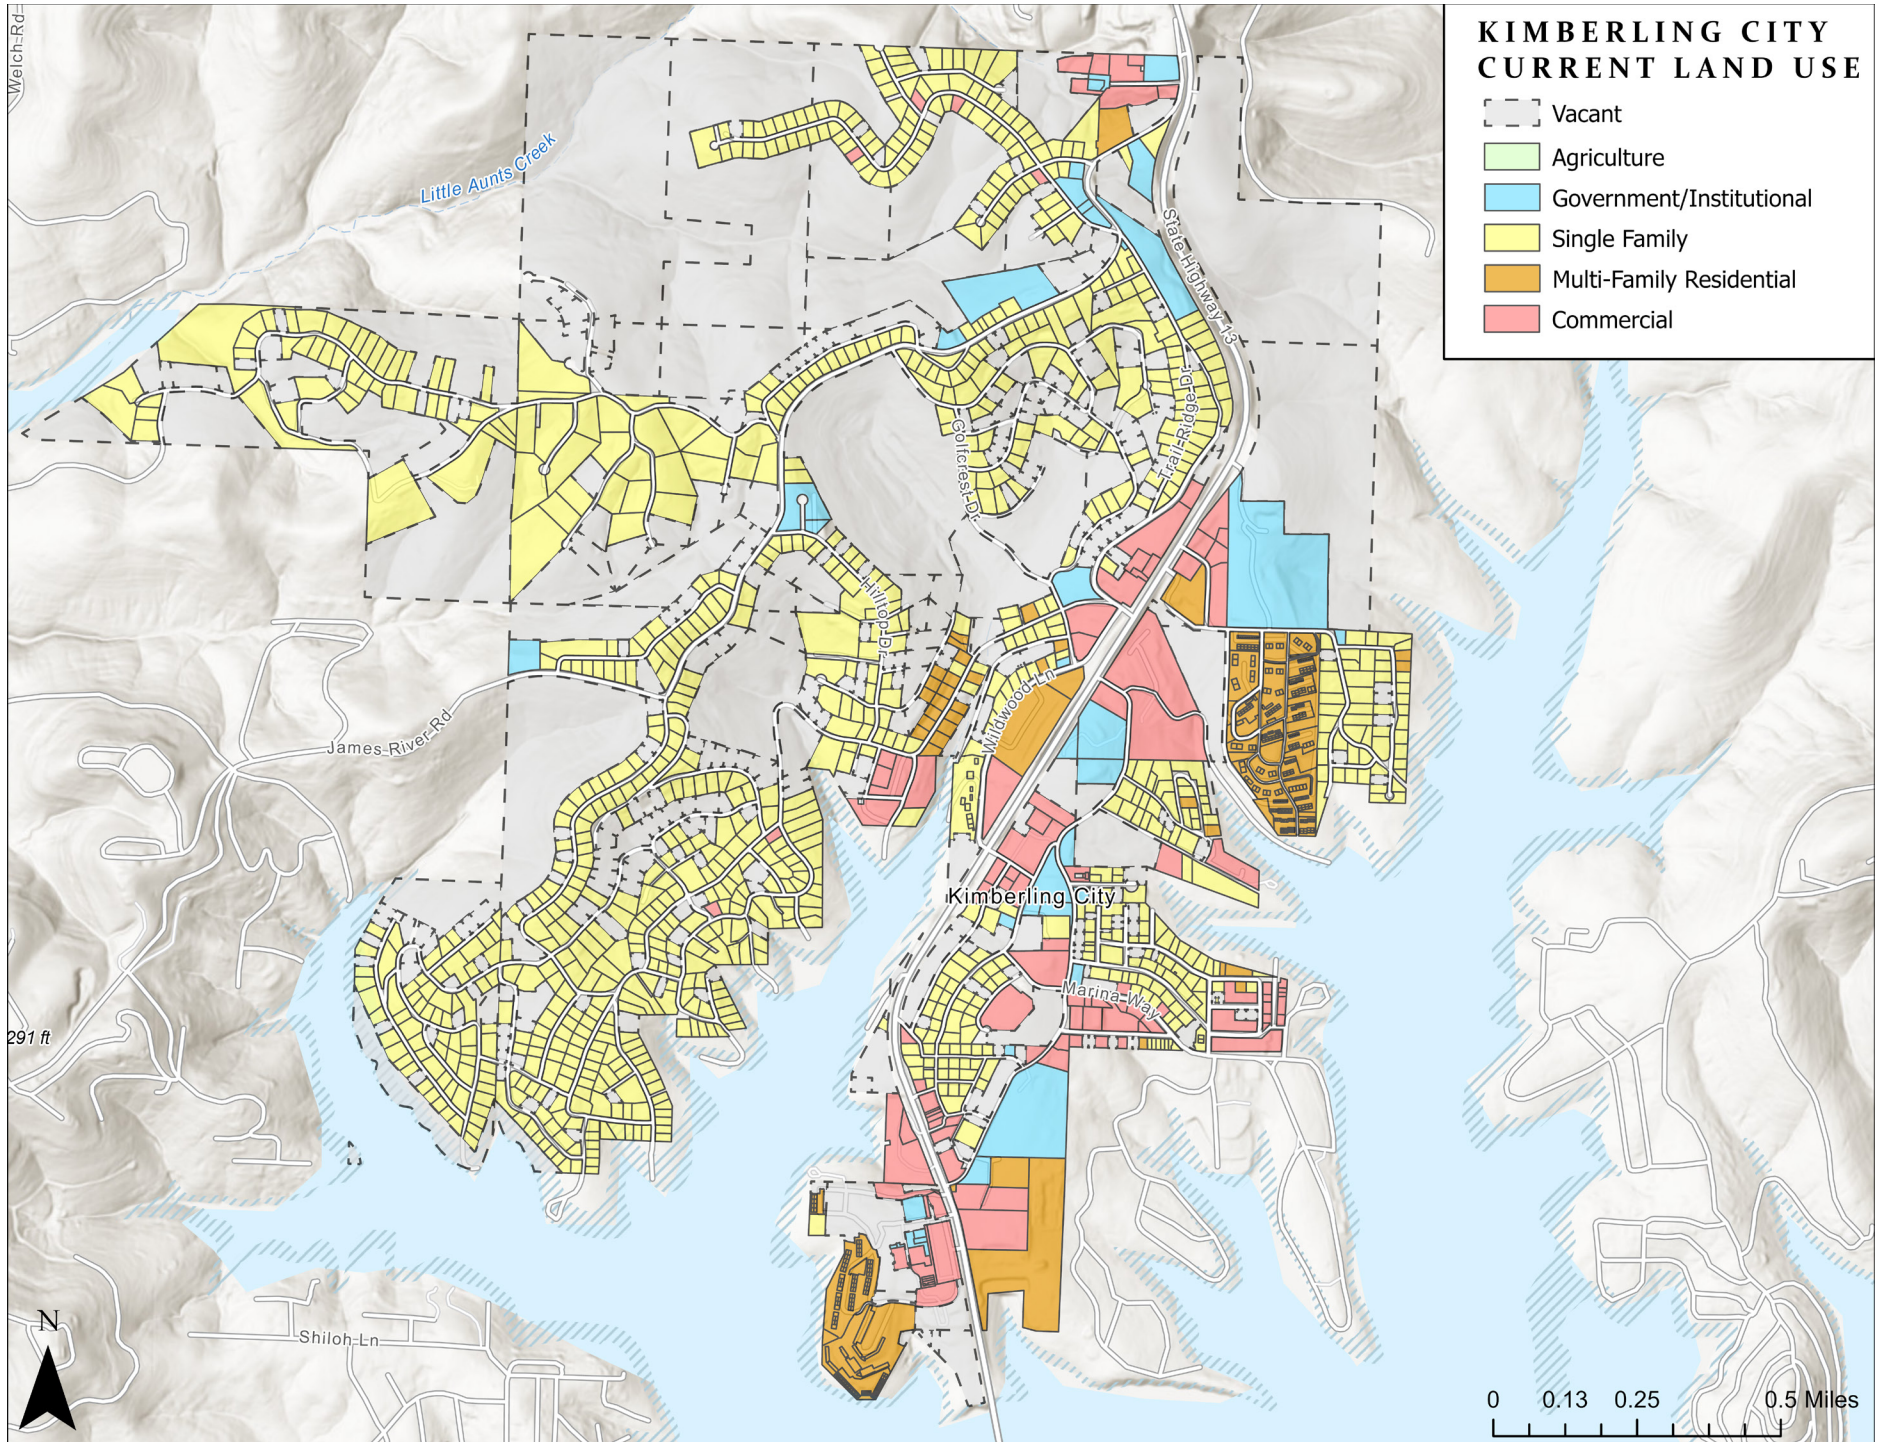 KIMBERLING CITY
CURRENT LAND USE
Vacant
Agriculture
Government/Institutional
Single Family
Multi-Family Residential
Commercial
Welch-Rd
Little Aunts Creek
State-Highway-13
Trail-Ridge-Dr
Golfcrest-Dr
Hilltop-Dr
Wildwood-Ln
James-River-Rd
Kimberling City
Marina-Way
291 ft
Shiloh-Ln
N
0 0.13 0.25 0.5 Miles